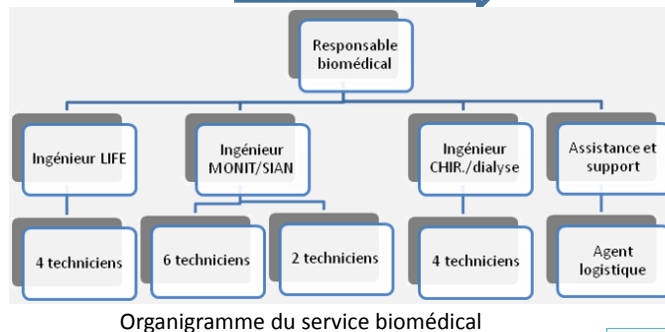 Responsable
biomédical
Ingénieur LIFE
Ingénieur
MONIT/SIAN
Ingénieur
CHIR./dialyse
Assistance et
support
4 techniciens
6 techniciens
2 techniciens
4 techniciens
Agent
logistique
Organigramme du service biomédical